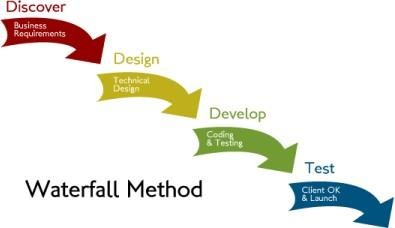 Discover
Business
Requirements
Design
Technical
Design
Develop
Coding
& Testing
Test
Client OK
& Launch
Waterfall Method